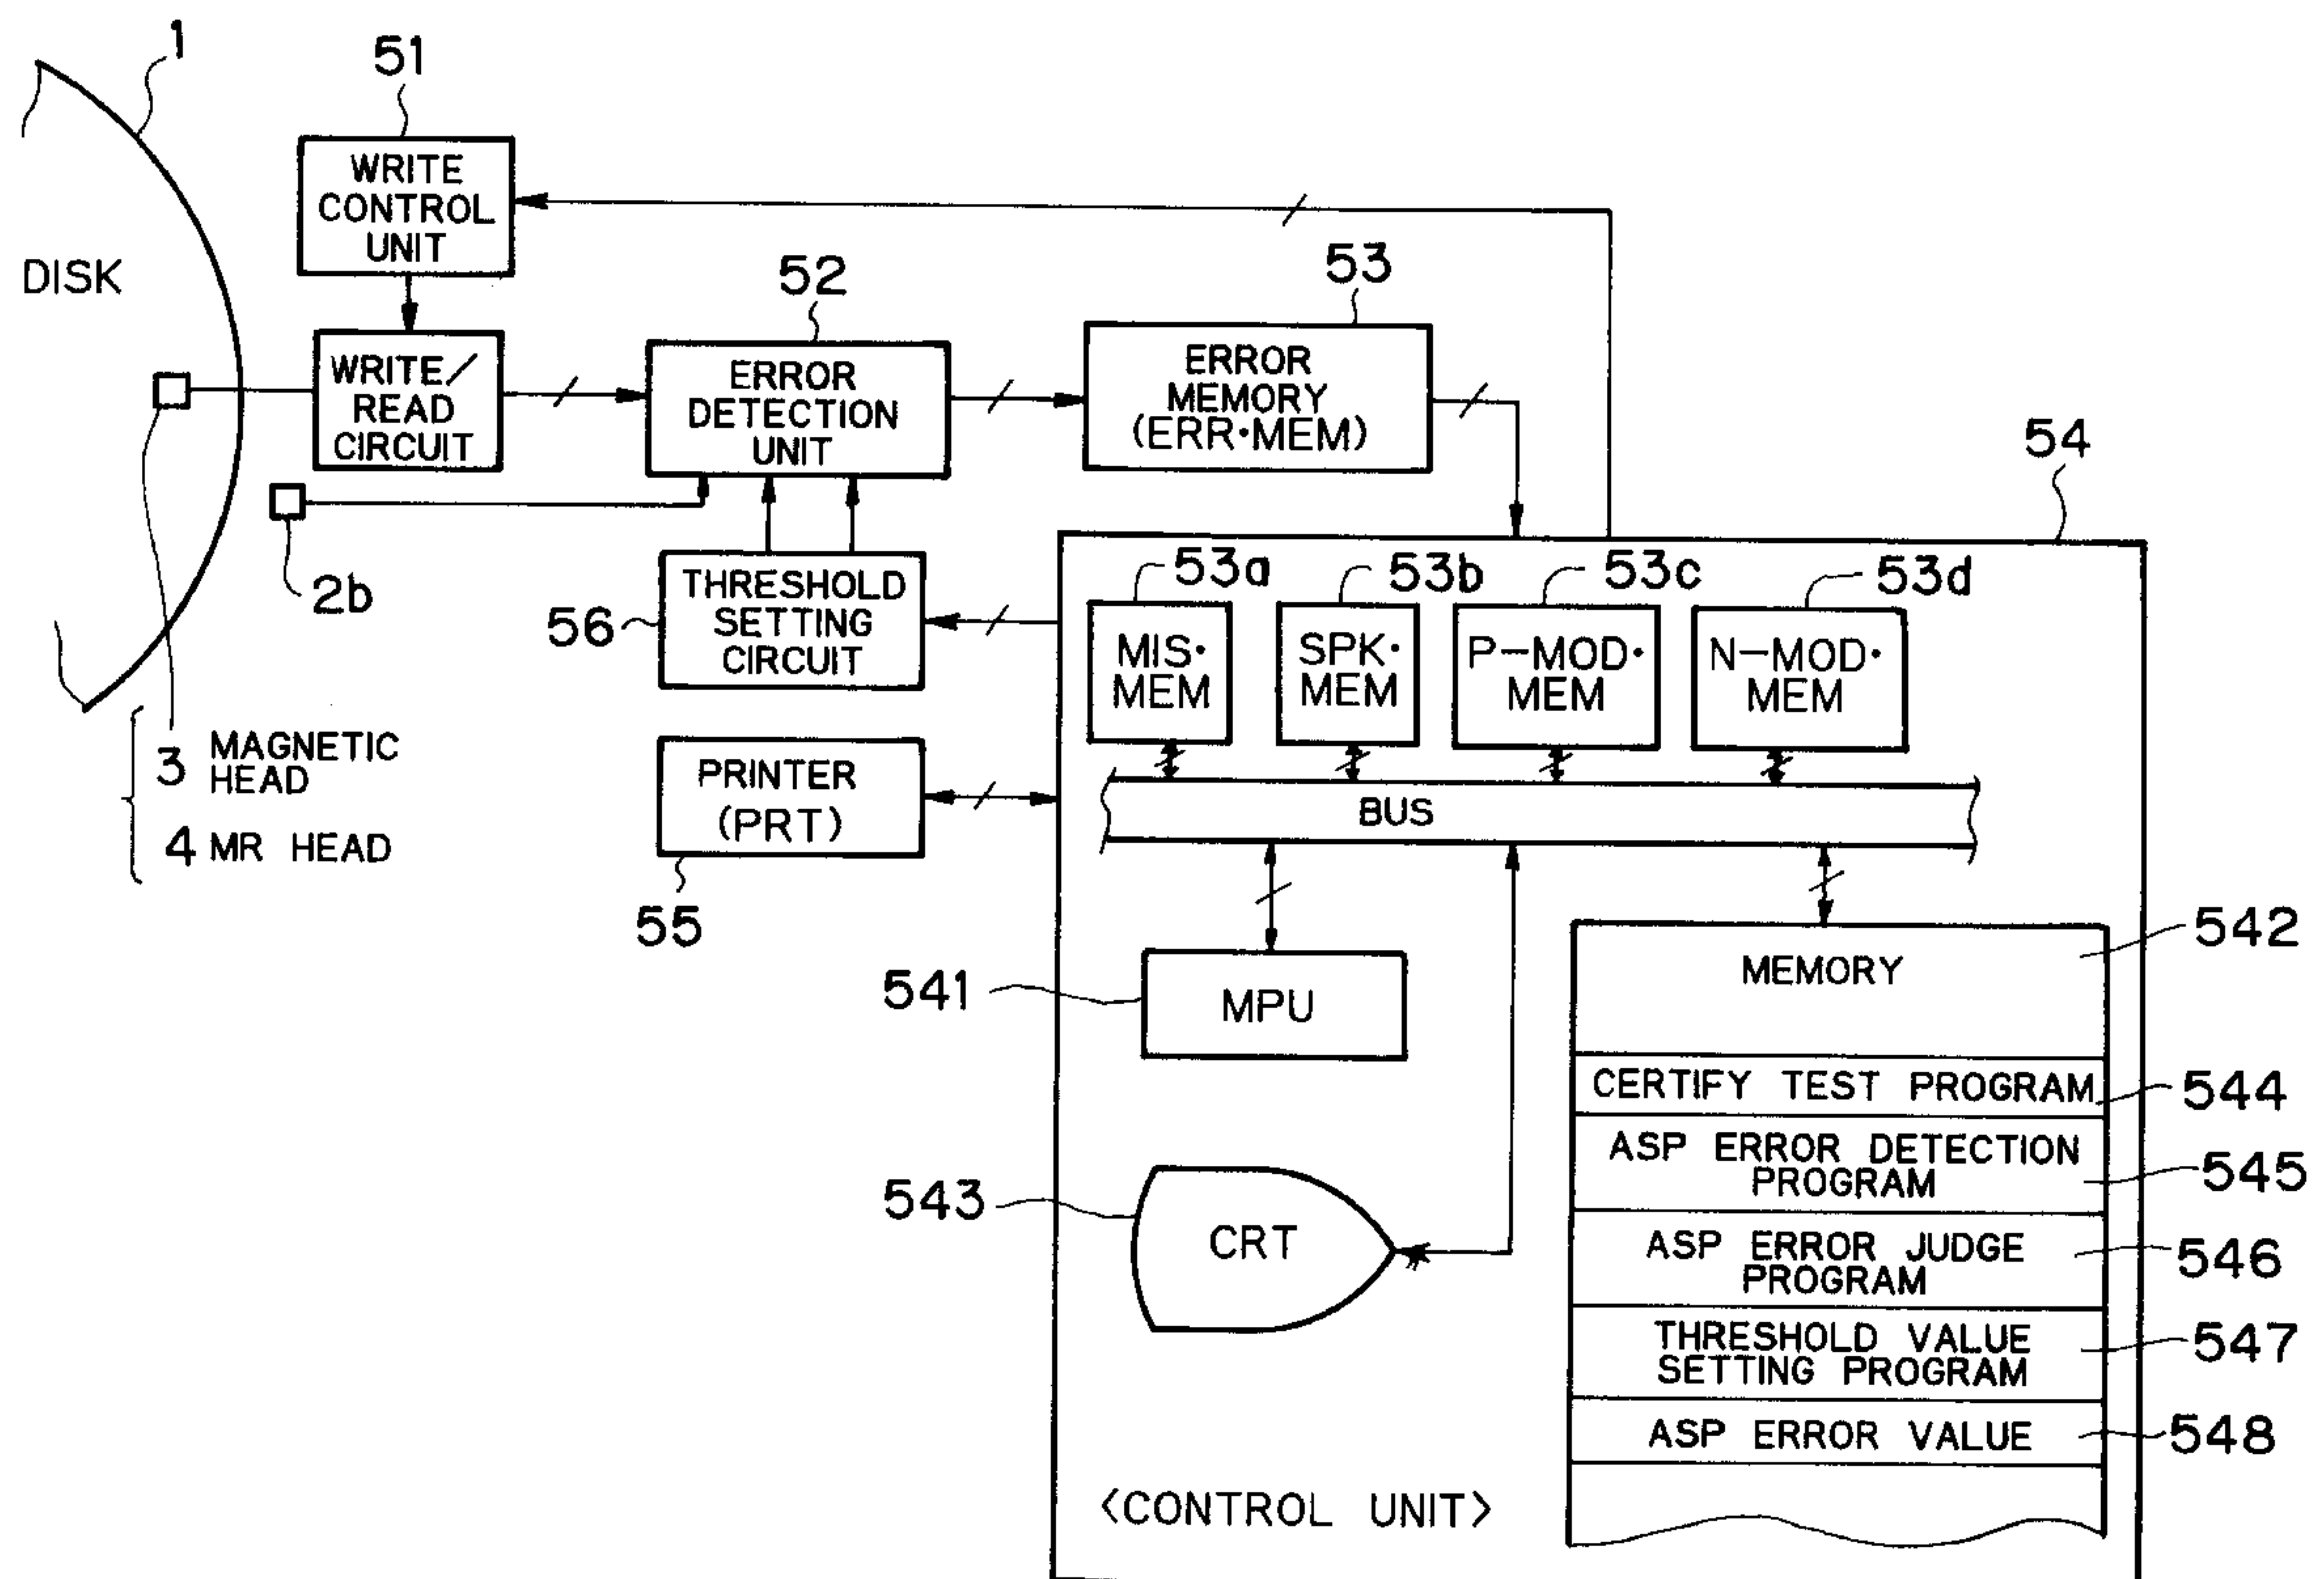 1
51
WRITE
CONTROL
UNIT
DISK
52
53
WRITE/
READ
CIRCUIT
ERROR
DETECTION
UNIT
ERROR
MEMORY
(ERR•MEM)
54
2b
56
THRESHOLD
SETTING
CIRCUIT
53a
53b
53c
53d
MIS•
MEM
SPK•
MEM
P-MOD•
MEM
N-MOD•
MEM
3 MAGNETIC
HEAD
4 MR HEAD
PRINTER
(PRT)
55
BUS
541
MPU
MEMORY
542
CERTIFY TEST PROGRAM
544
ASP ERROR DETECTION
PROGRAM
545
543
CRT
ASP ERROR JUDGE
PROGRAM
546
THRESHOLD VALUE
SETTING PROGRAM
547
ASP ERROR VALUE
548
<CONTROL UNIT>